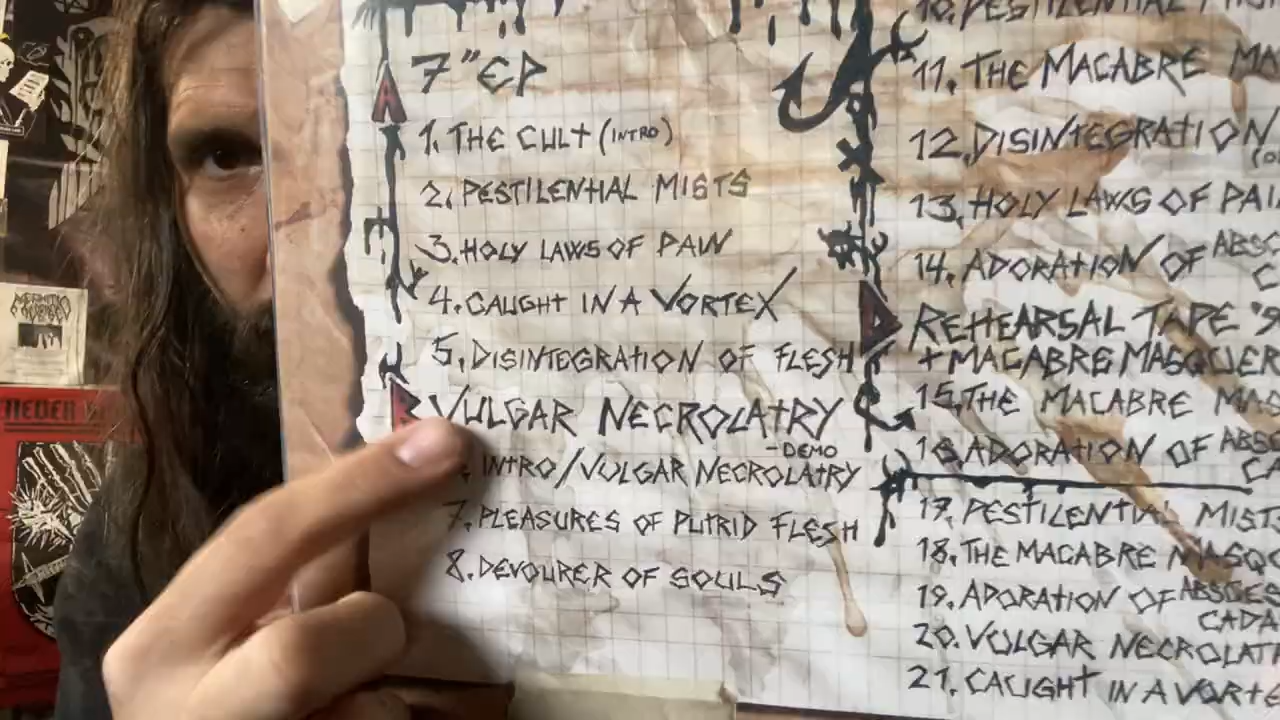 7" EP
1. THE CULT (INTRO)
2. PESTILENTIAL MISTS
3. HOLY LAWS OF PAIN
4. CAUGHT IN A VORTEX
5. DISINTEGRATION OF FLESH
VULGAR NECROLATRY
-DEMO
INTRO/VULGAR NECROLATRY
7. PLEASURES OF PUTRID FLESH
8. DEVOURER OF SOULS
10. PESTILENTIAL
11. THE MACABRE
12. DISINTEGRATION
13. HOLY LAWS OF
14. ADORATION OF
REHEARSAL TAPE
+ MACABRE
15. THE MACABRE
16. ADORATION OF
17. PESTILENTIAL MISTS
18. THE MACABRE
19. ADORATION OF
20. VULGAR
21. CAUGHT IN A